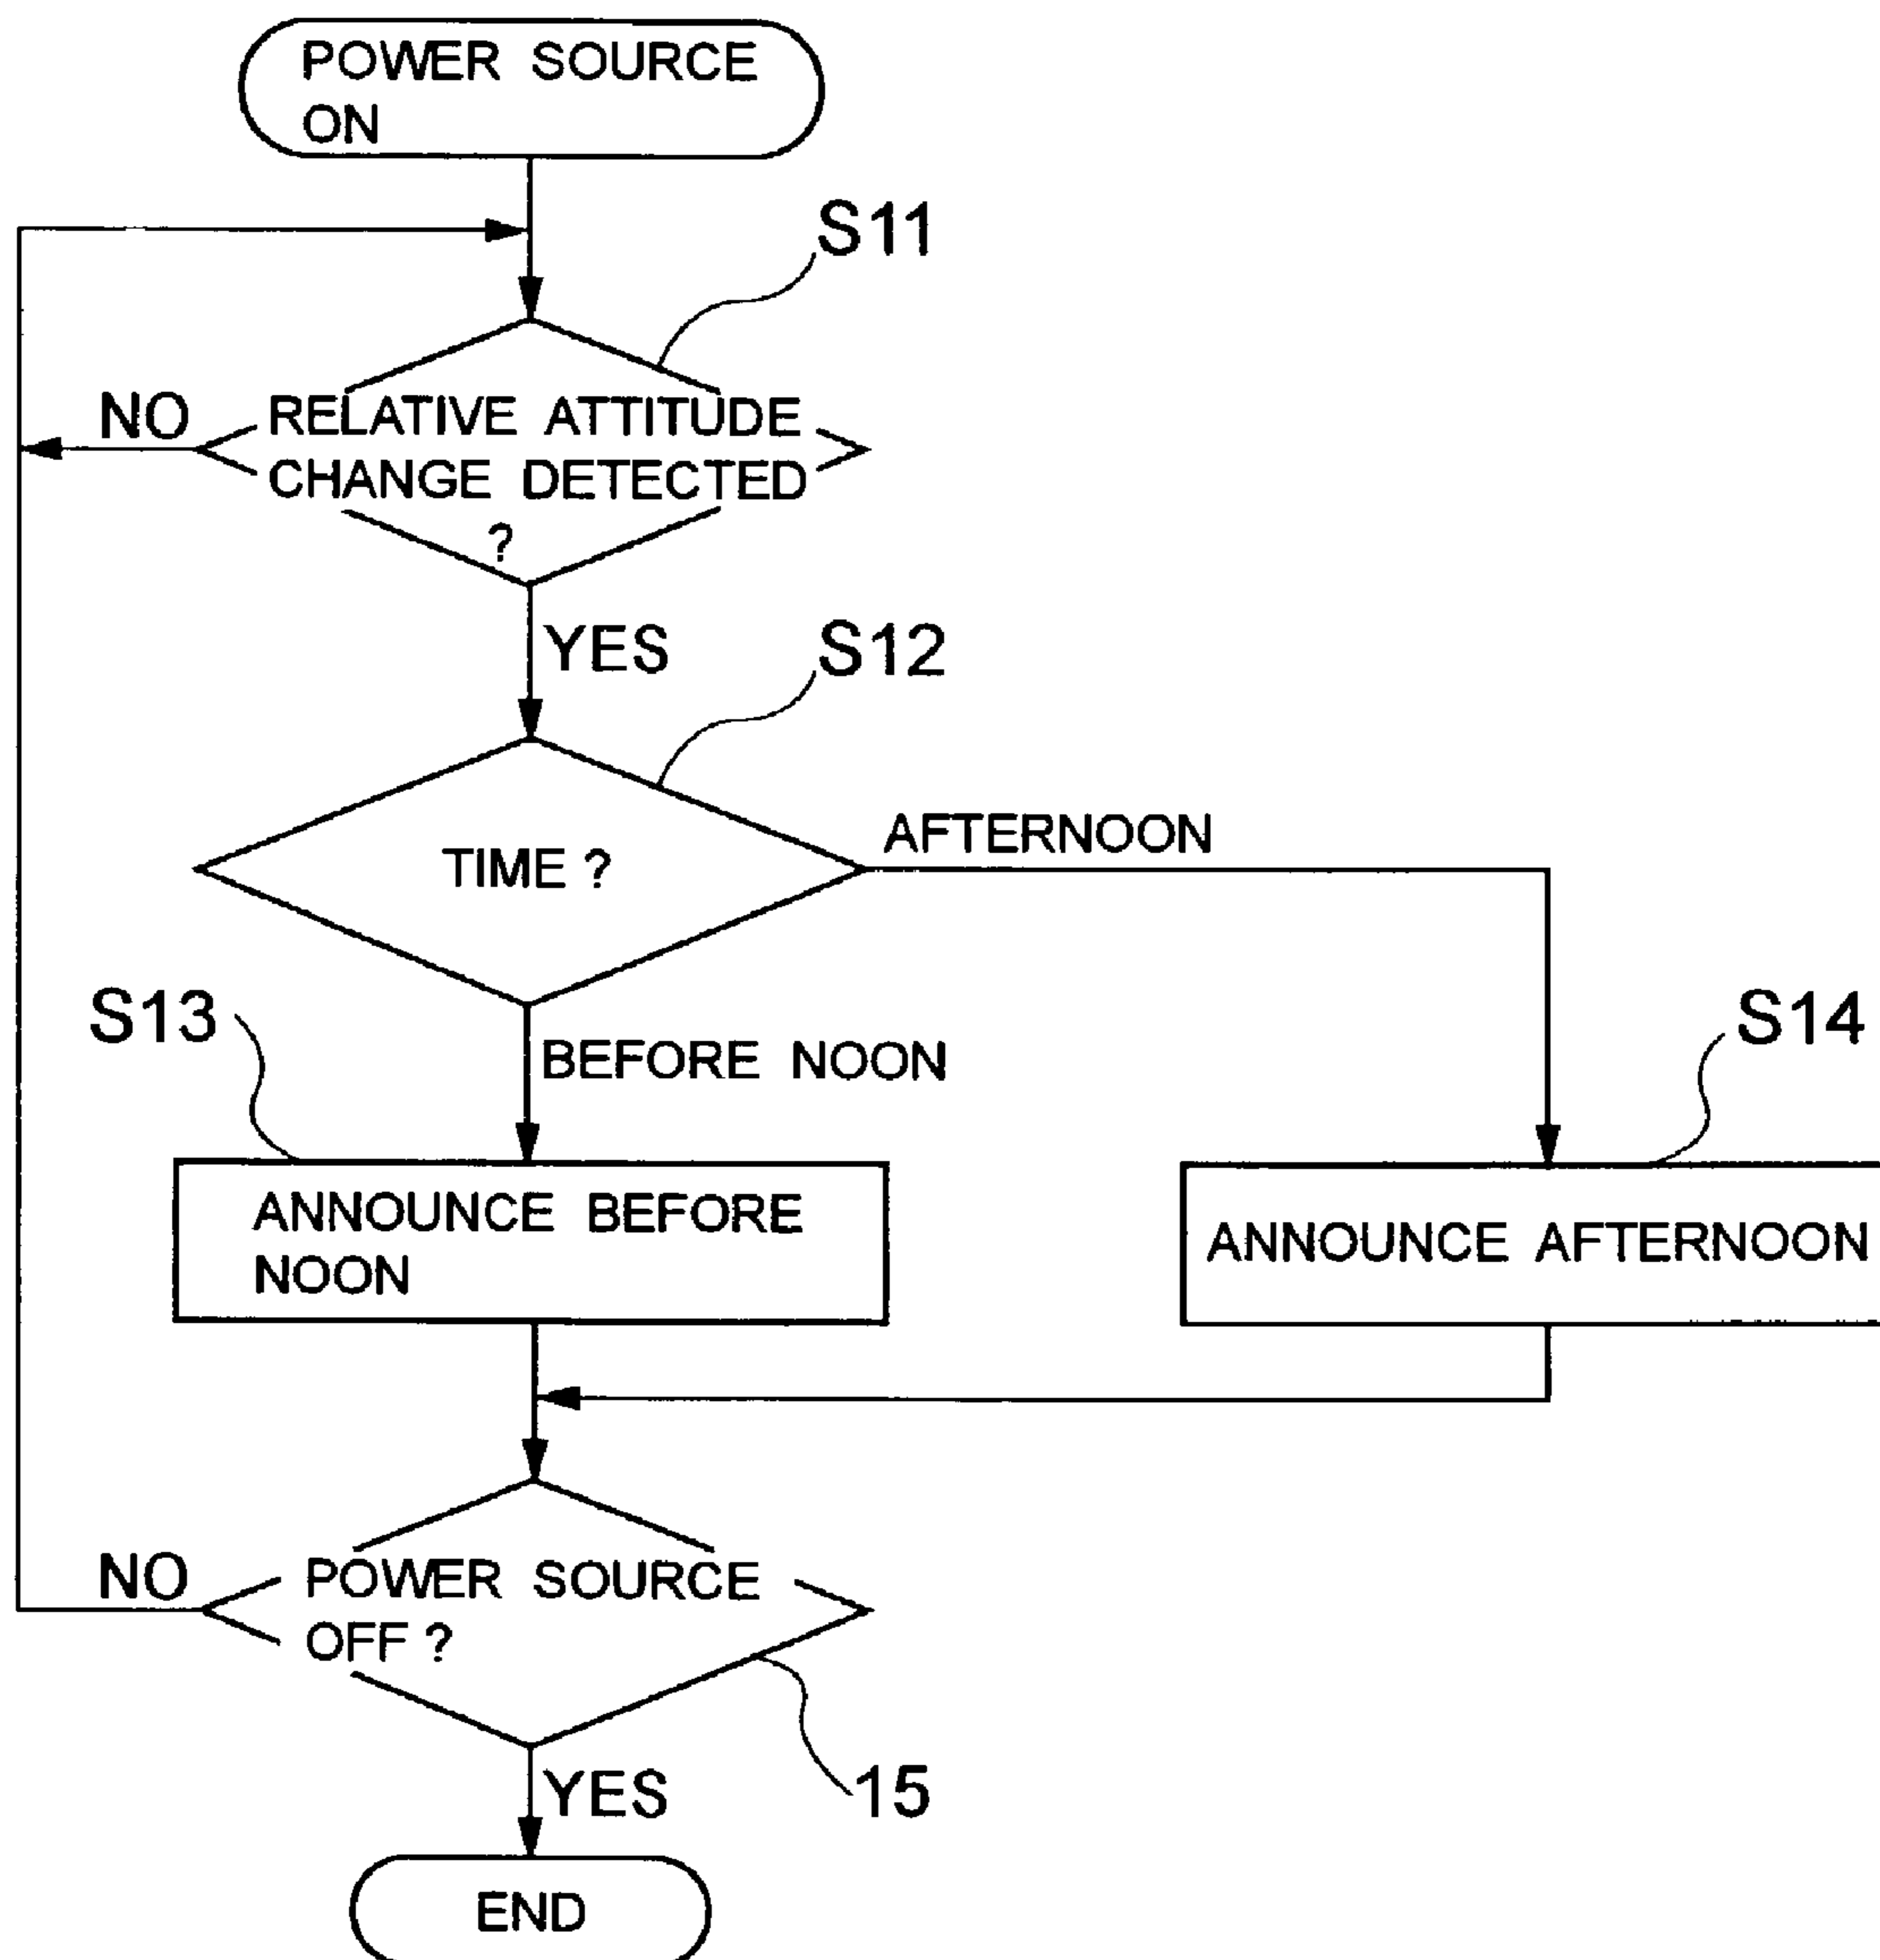 POWER SOURCE
ON
S11
NO
RELATIVE ATTITUDE
CHANGE DETECTED
?
YES
S12
TIME ?
AFTERNOON
S13
BEFORE NOON
S14
ANNOUNCE BEFORE
NOON
ANNOUNCE AFTERNOON
NO
POWER SOURCE
OFF ?
YES
15
END